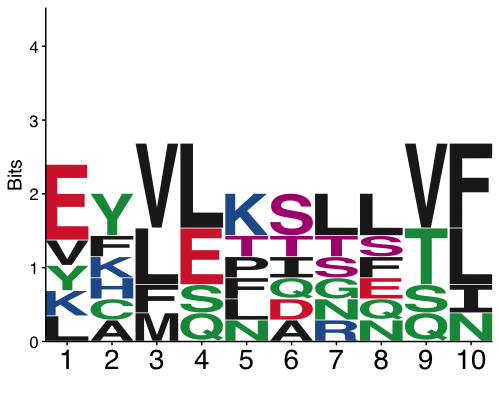 Bits
4
3
2
1
0
E V Y K L
Y F K H C A
V L F M
L E S Q
K T P F L N
S T I Q D A
L T S G N R
L S F E Q N
V T S Q
F L I N
1 2 3 4 5 6 7 8 9 10